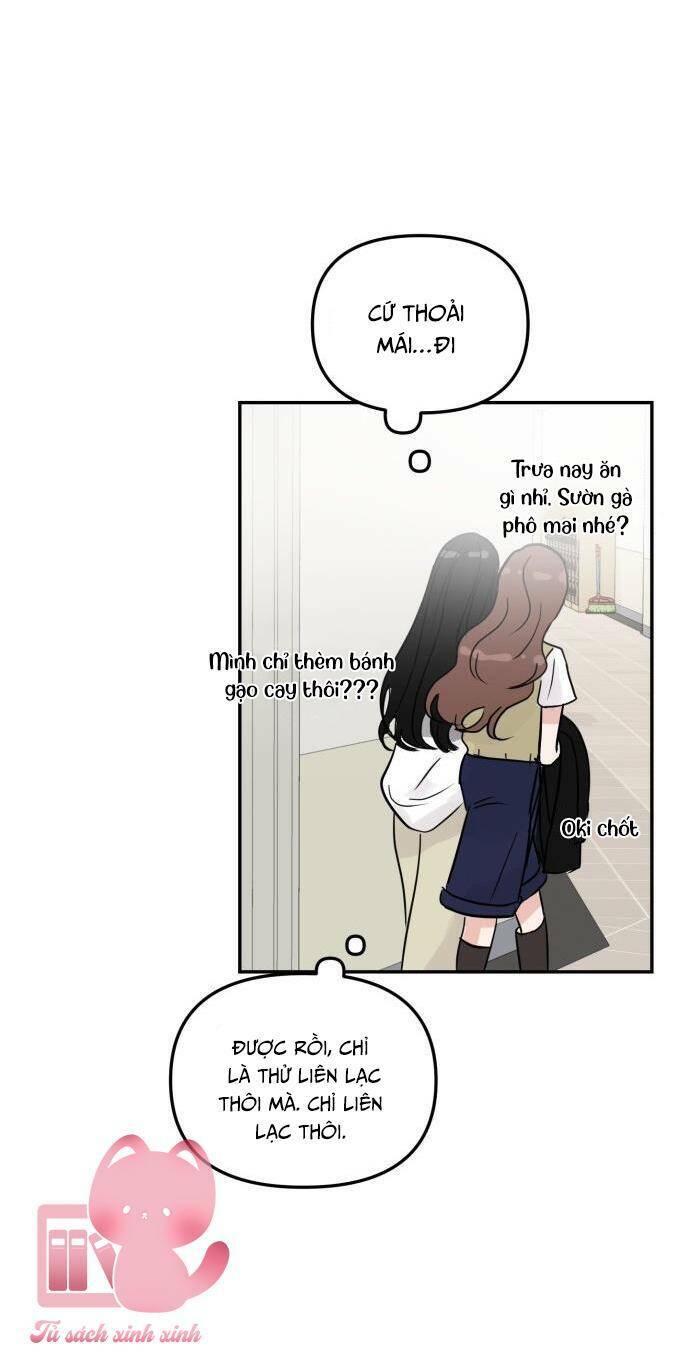 CỨ THOẢI
MÁI...ĐI
Trưa nay ăn
gì nhỉ. Sườn gà
phô mai nhé?
Mình chỉ thèm bánh
gạo cay thôi???
Oki chốt
ĐƯỢC RỒI, CHỈ
LÀ THỬ LIÊN LẠC
THÔI MÀ. CHỈ LIÊN
LẠC THÔI.
Tủ sách xinh xinh